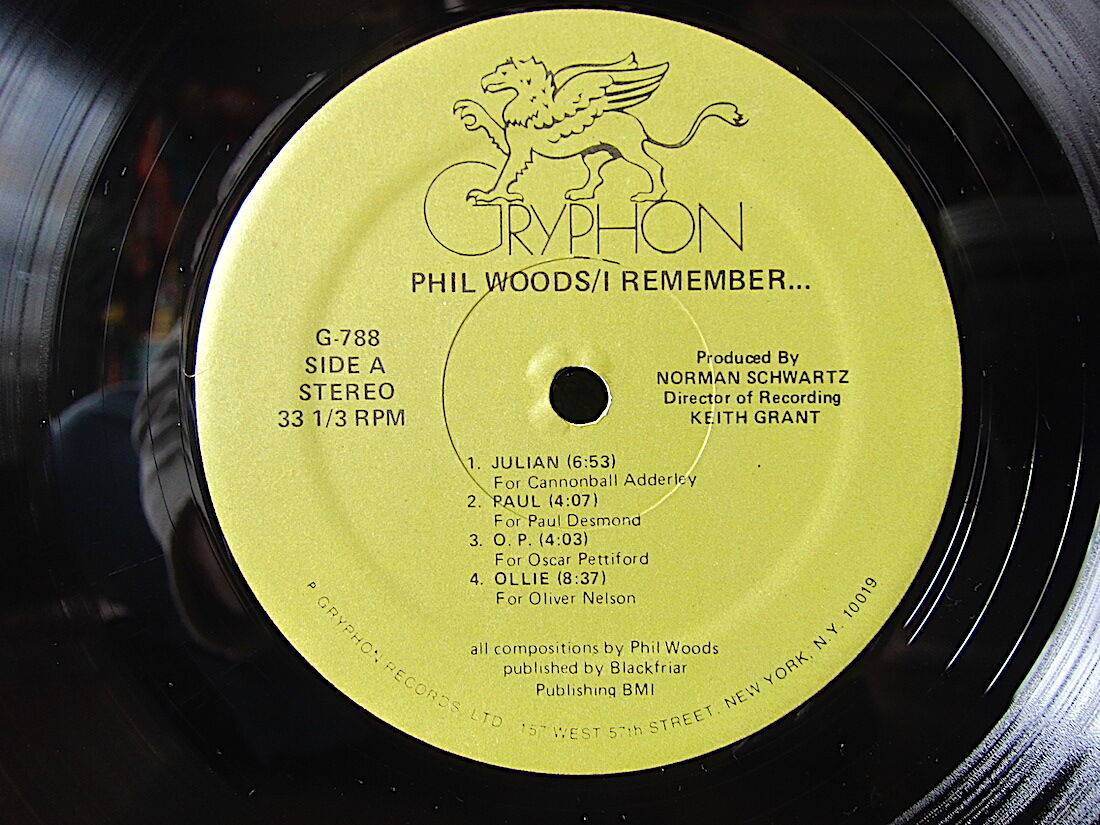 GRYPHON
PHIL WOODS/I REMEMBER...
G-788
SIDE A
STEREO
33 1/3 RPM
Produced By
NORMAN SCHWARTZ
Director of Recording
KEITH GRANT
1. JULIAN (6:53)
For Cannonball Adderley
2. PAUL (4:07)
For Paul Desmond
3. O. P. (4:03)
For Oscar Pettiford
4. OLLIE (8:37)
For Oliver Nelson
all compositions by Phil Woods
published by Blackfriar
Publishing BMI
P GRYPHON RECORDS, LTD 157 WEST 57th STREET, NEW YORK, N.Y. 10019